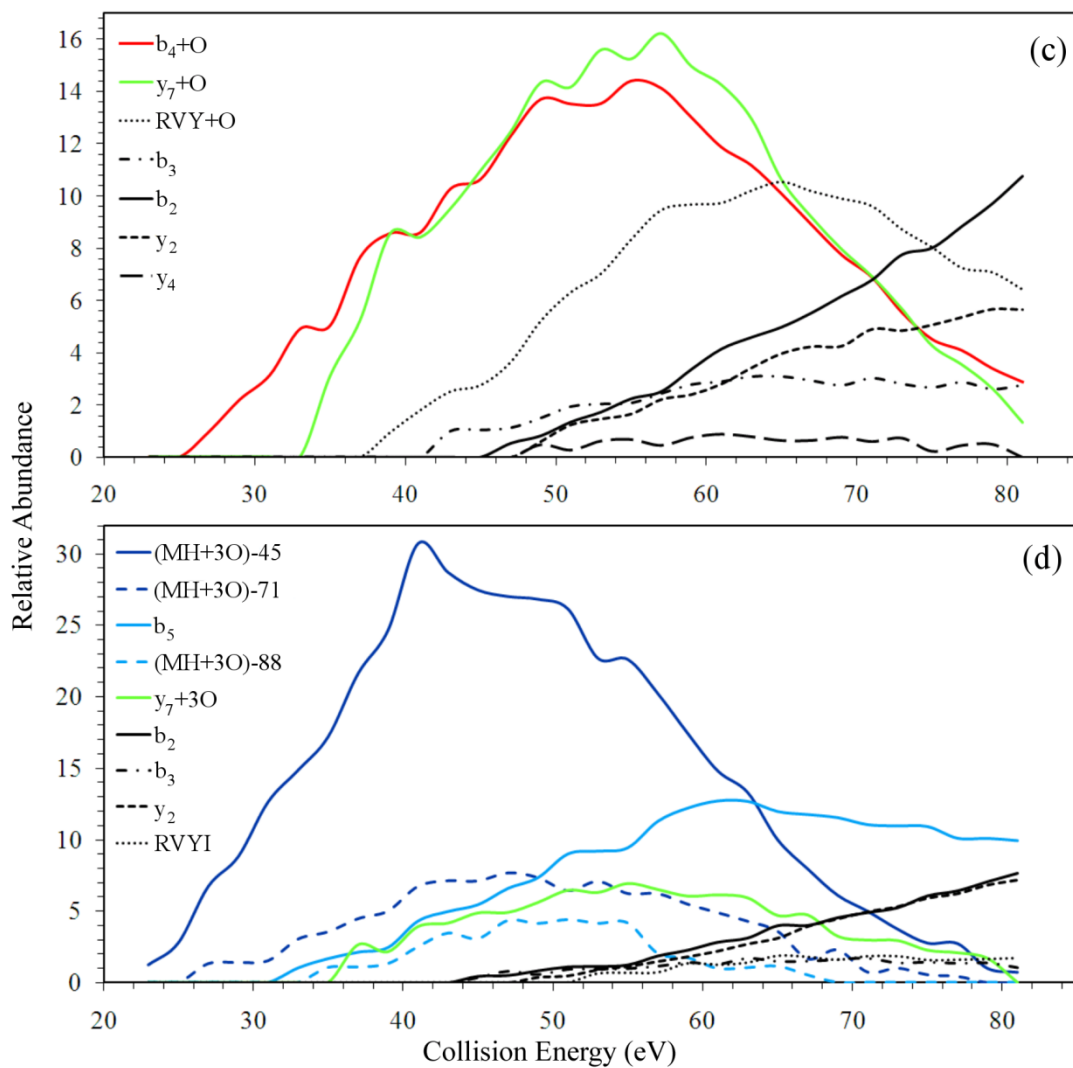 (c)
16
14
12
10
8
6
4
2
0
b₄+O
y₇+O
RVY+O
b₃
b₂
y₂
y₄
20 30 40 50 60 70 80
Relative Abundance
(d)
30
25
20
15
10
5
0
(MH+3O)-45
(MH+3O)-71
b₅
(MH+3O)-88
y₇+3O
b₂
b₃
y₂
RVYI
20 30 40 50 60 70 80
Collision Energy (eV)